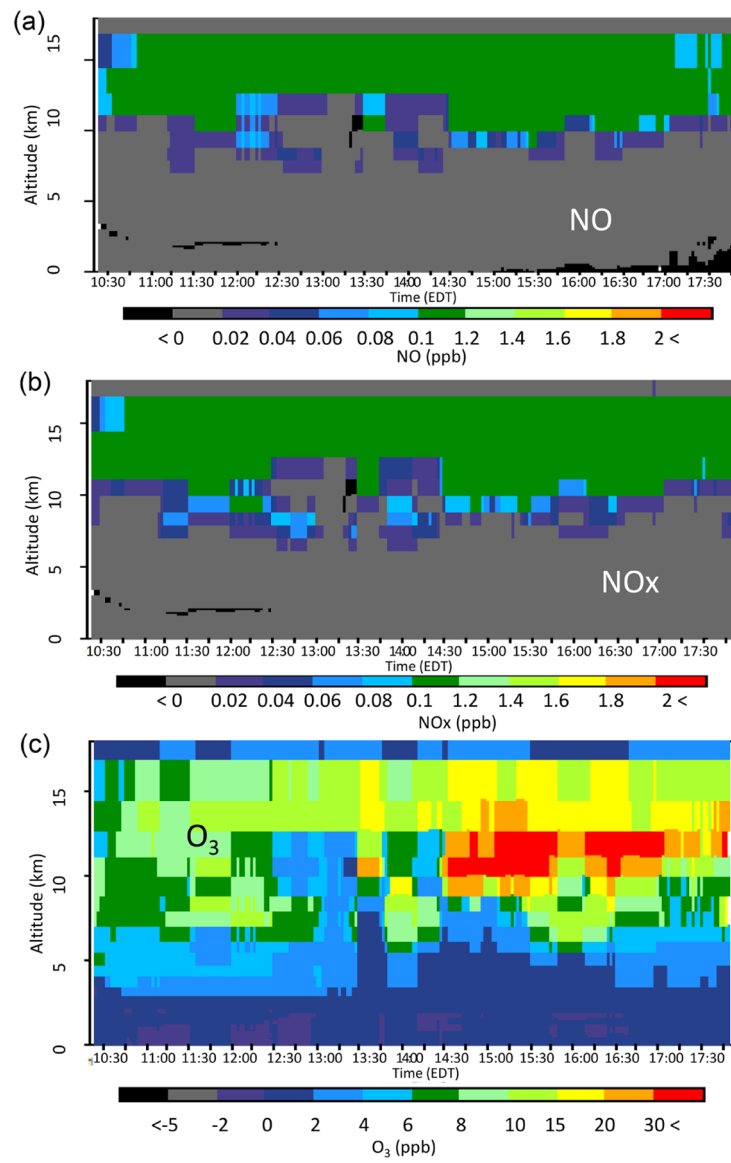 (a)
15
10
5
0
Altitude (km)
NO
10:30 11:00 11:30 12:00 12:30 13:00 13:30 14:00 14:30 15:00 15:30 16:00 16:30 17:00 17:30
Time (EDT)
< 0 0.02 0.04 0.06 0.08 0.1 1.2 1.4 1.6 1.8 2 <
NO (ppb)
(b)
15
10
5
0
Altitude (km)
NOx
10:30 11:00 11:30 12:00 12:30 13:00 13:30 14:00 14:30 15:00 15:30 16:00 16:30 17:00 17:30
Time (EDT)
< 0 0.02 0.04 0.06 0.08 0.1 1.2 1.4 1.6 1.8 2 <
NOx (ppb)
(c)
15
10
5
0
Altitude (km)
O₃
10:30 11:00 11:30 12:00 12:30 13:00 13:30 14:00 14:30 15:00 15:30 16:00 16:30 17:00 17:30
Time (EDT)
<-5 -2 0 2 4 6 8 10 15 20 30 <
O₃ (ppb)